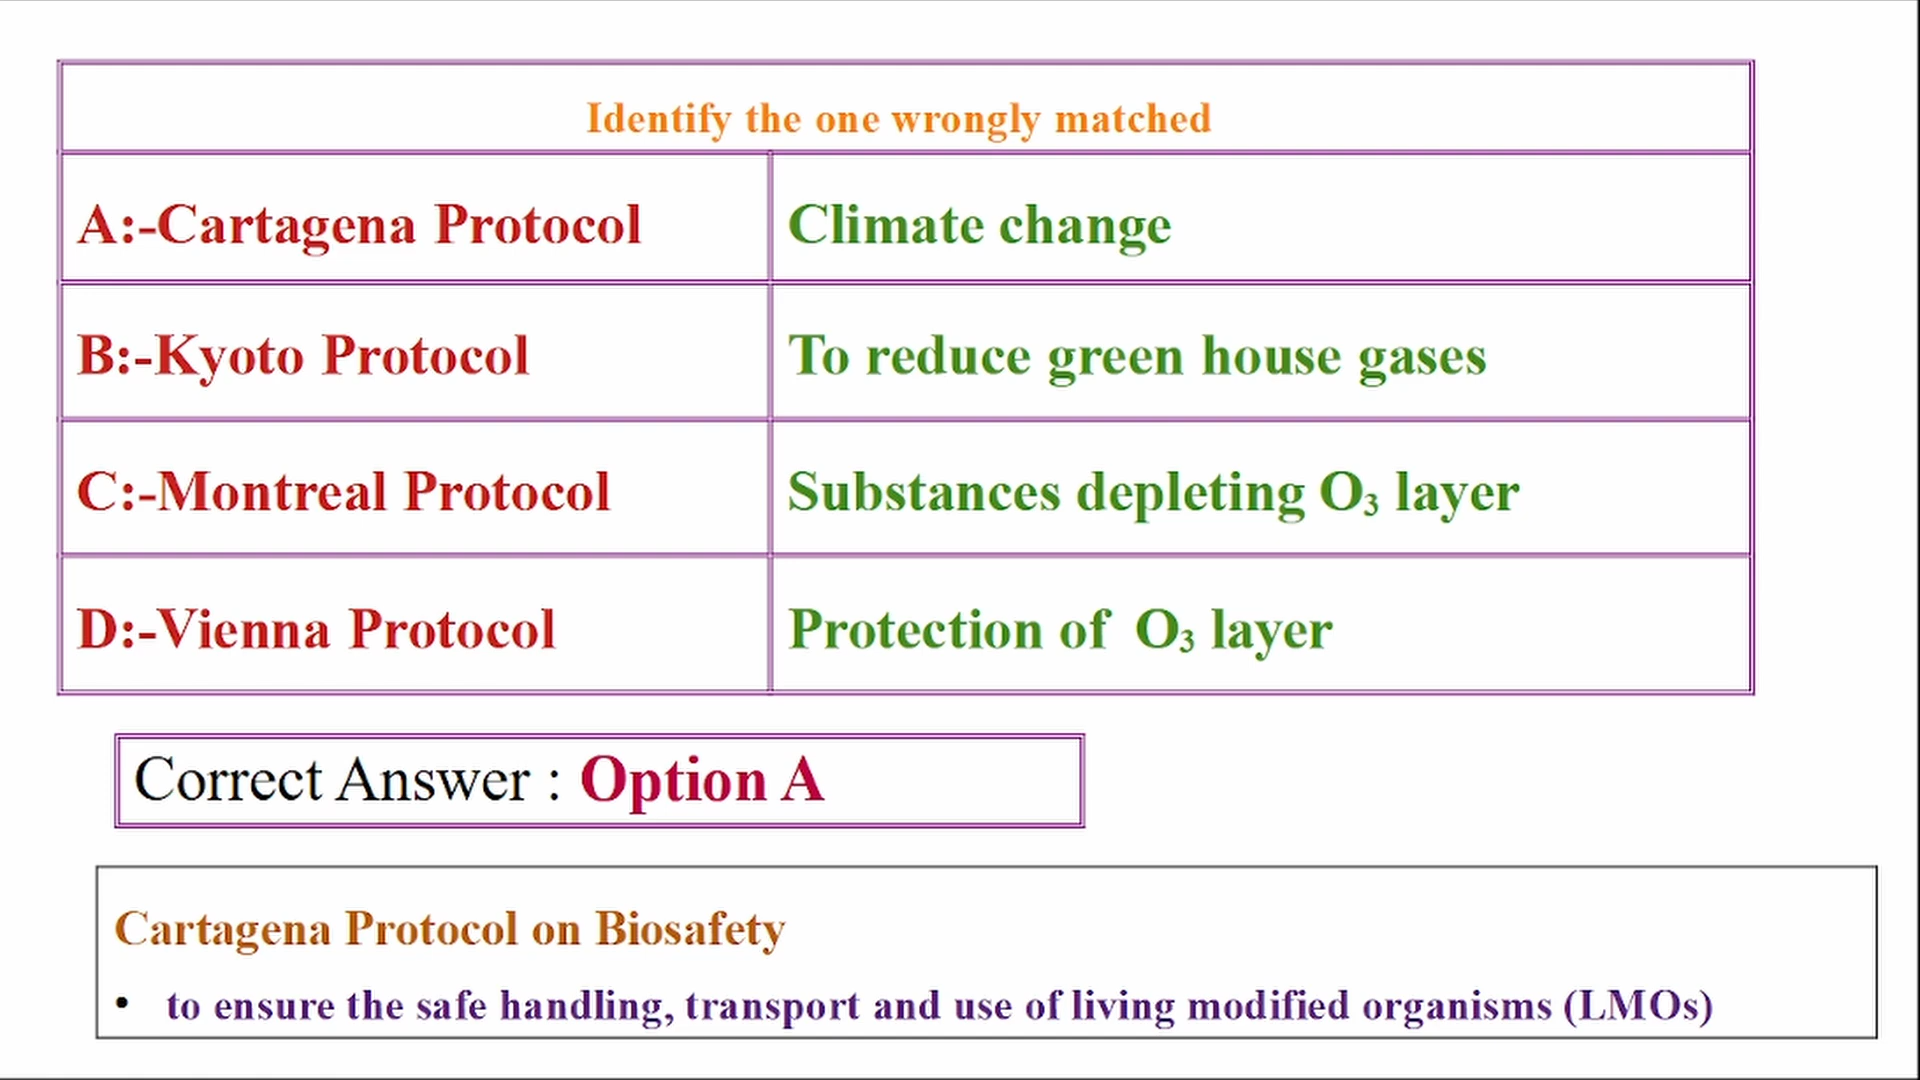 Identify the one wrongly matched
A:-Cartagena Protocol
Climate change
B:-Kyoto Protocol
To reduce green house gases
C:-Montreal Protocol
Substances depleting O₃ layer
D:-Vienna Protocol
Protection of O₃ layer
Correct Answer : Option A
Cartagena Protocol on Biosafety
• to ensure the safe handling, transport and use of living modified organisms (LMOs)